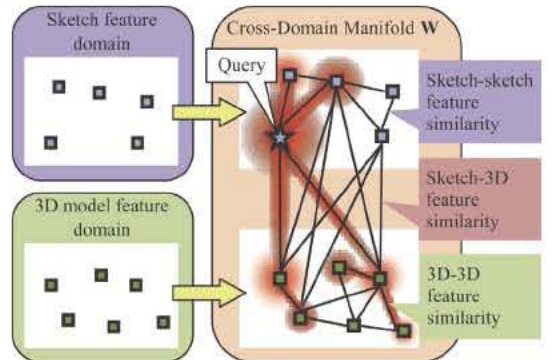 Sketch feature
domain
Cross-Domain Manifold W
Query
Sketch-sketch
feature
similarity
Sketch-3D
feature
similarity
3D model feature
domain
3D-3D
feature
similarity